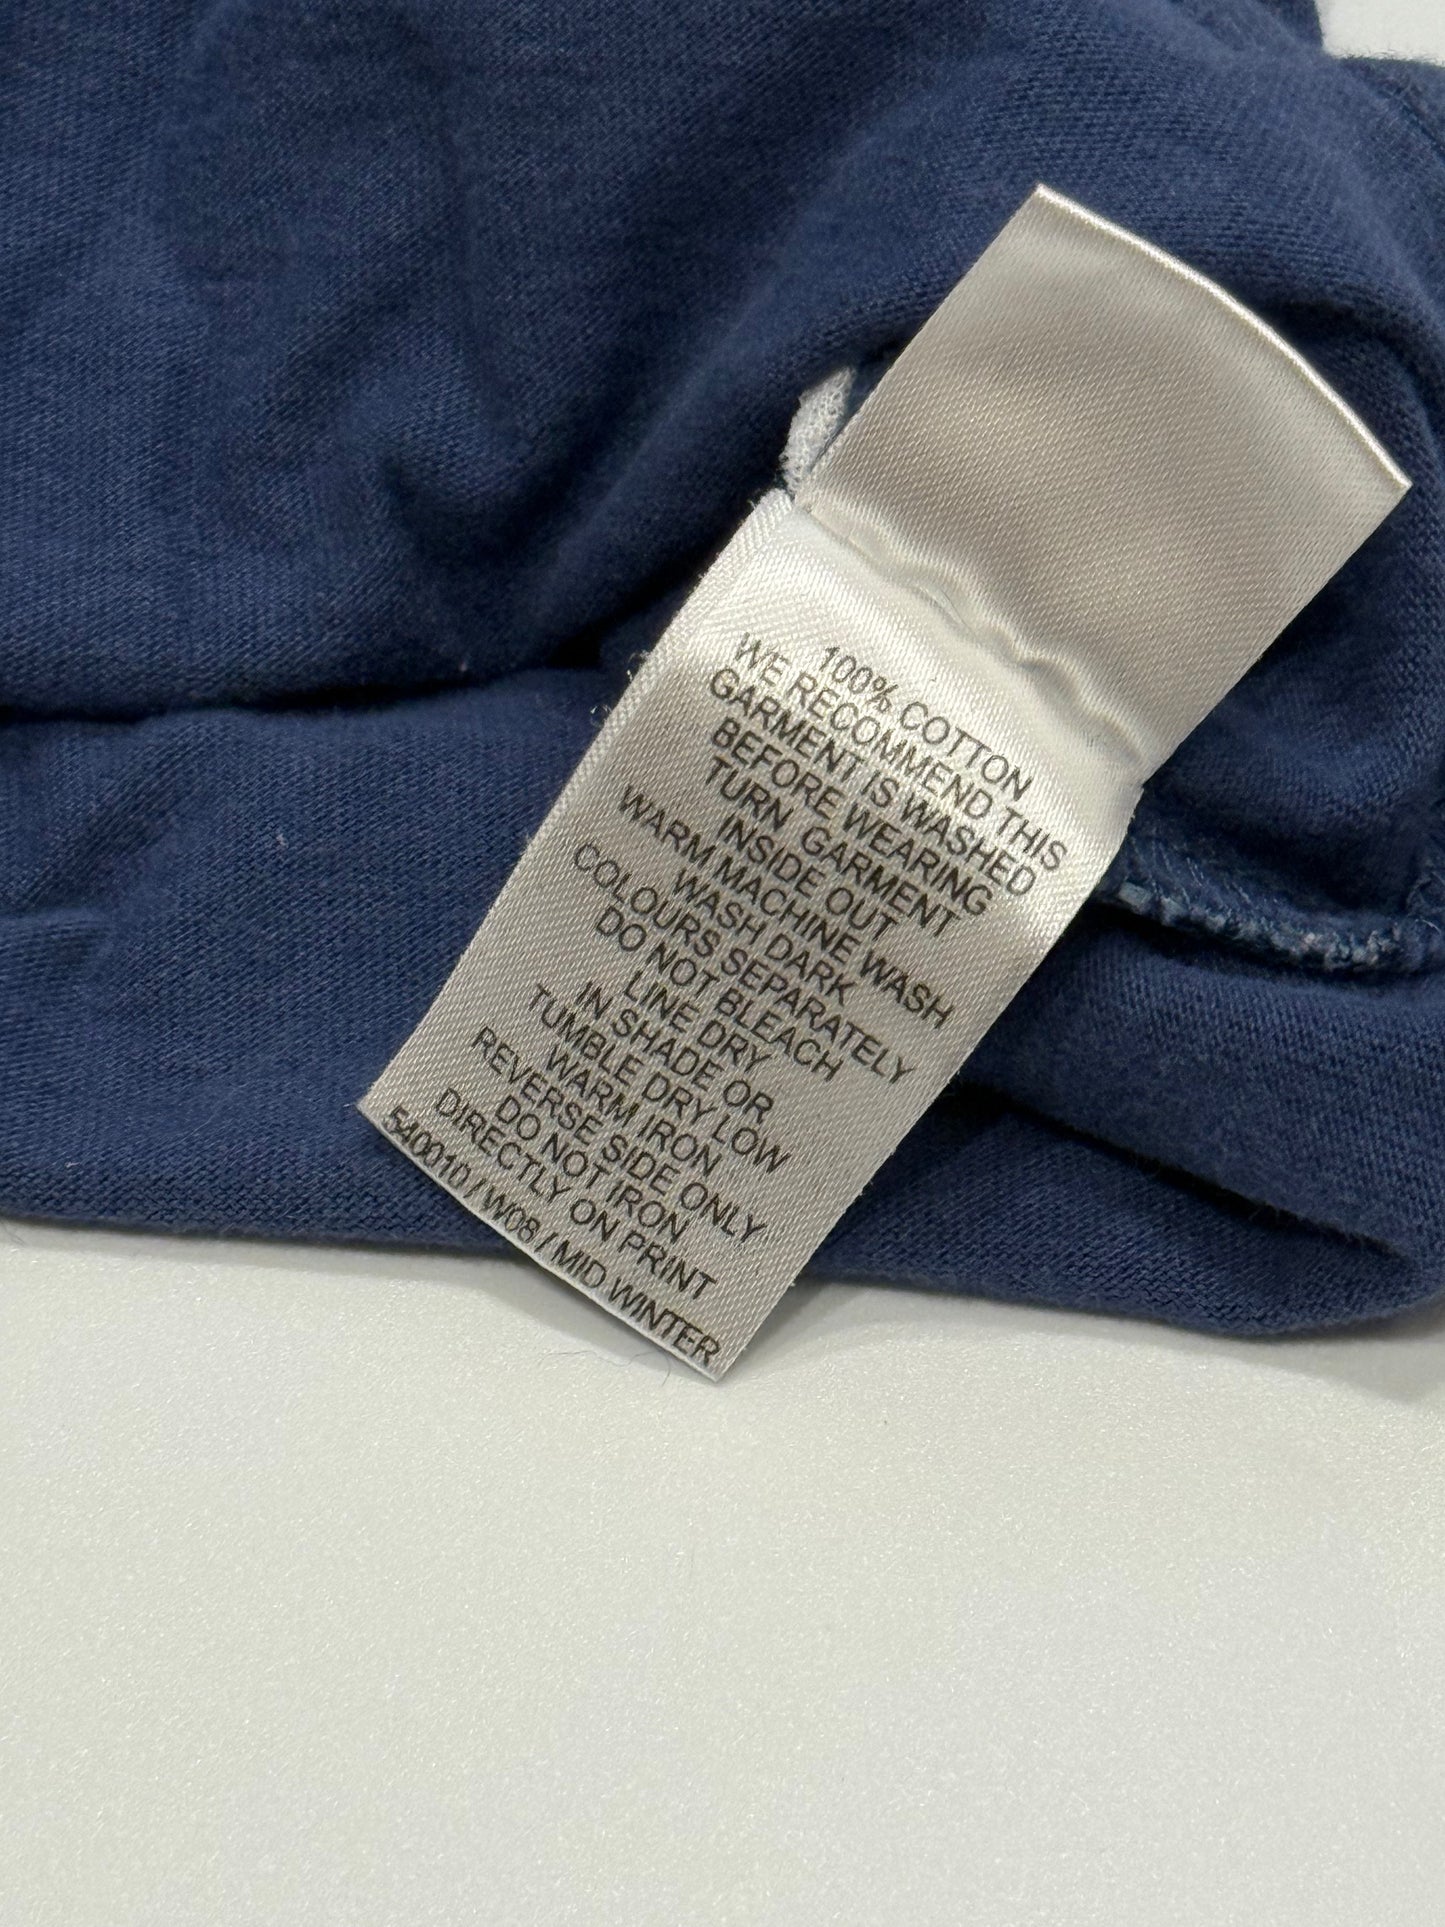 100% COTTON
WE RECOMMEND THIS
GARMENT IS WASHED
BEFORE WEARING
TURN GARMENT
INSIDE OUT
WARM MACHINE WASH
WASH DARK
COLOURS SEPARATELY
DO NOT BLEACH
LINE DRY
IN SHADE OR
TUMBLE DRY LOW
WARM IRON
REVERSE SIDE ONLY
DO NOT IRON
DIRECTLY ON PRINT
540010 / W08 / MID WINTER